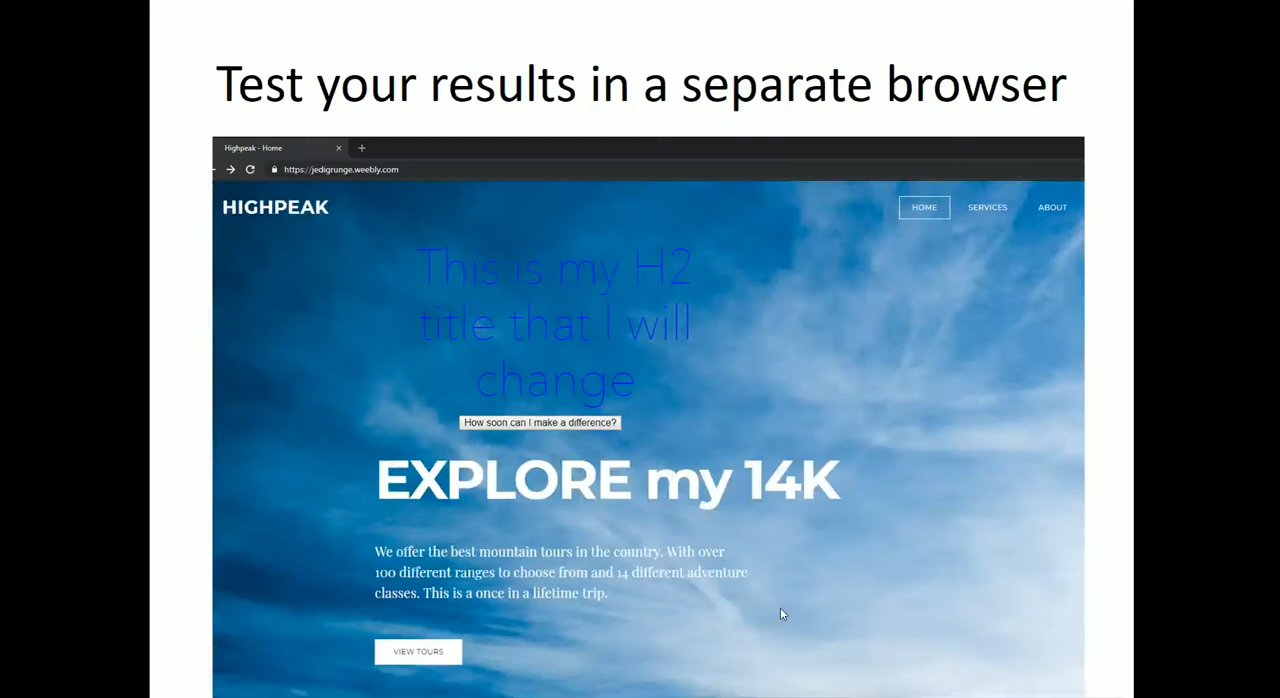 Test your results in a separate browser
Highpeak - Home
https://jedigrunge.weebly.com
HIGHPEAK
HOME
SERVICES
ABOUT
This is my H2
title that I will
change
How soon can I make a difference?
EXPLORE my 14K
We offer the best mountain tours in the country. With over
100 different ranges to choose from and 14 different adventure
classes. This is a once in a lifetime trip.
VIEW TOURS